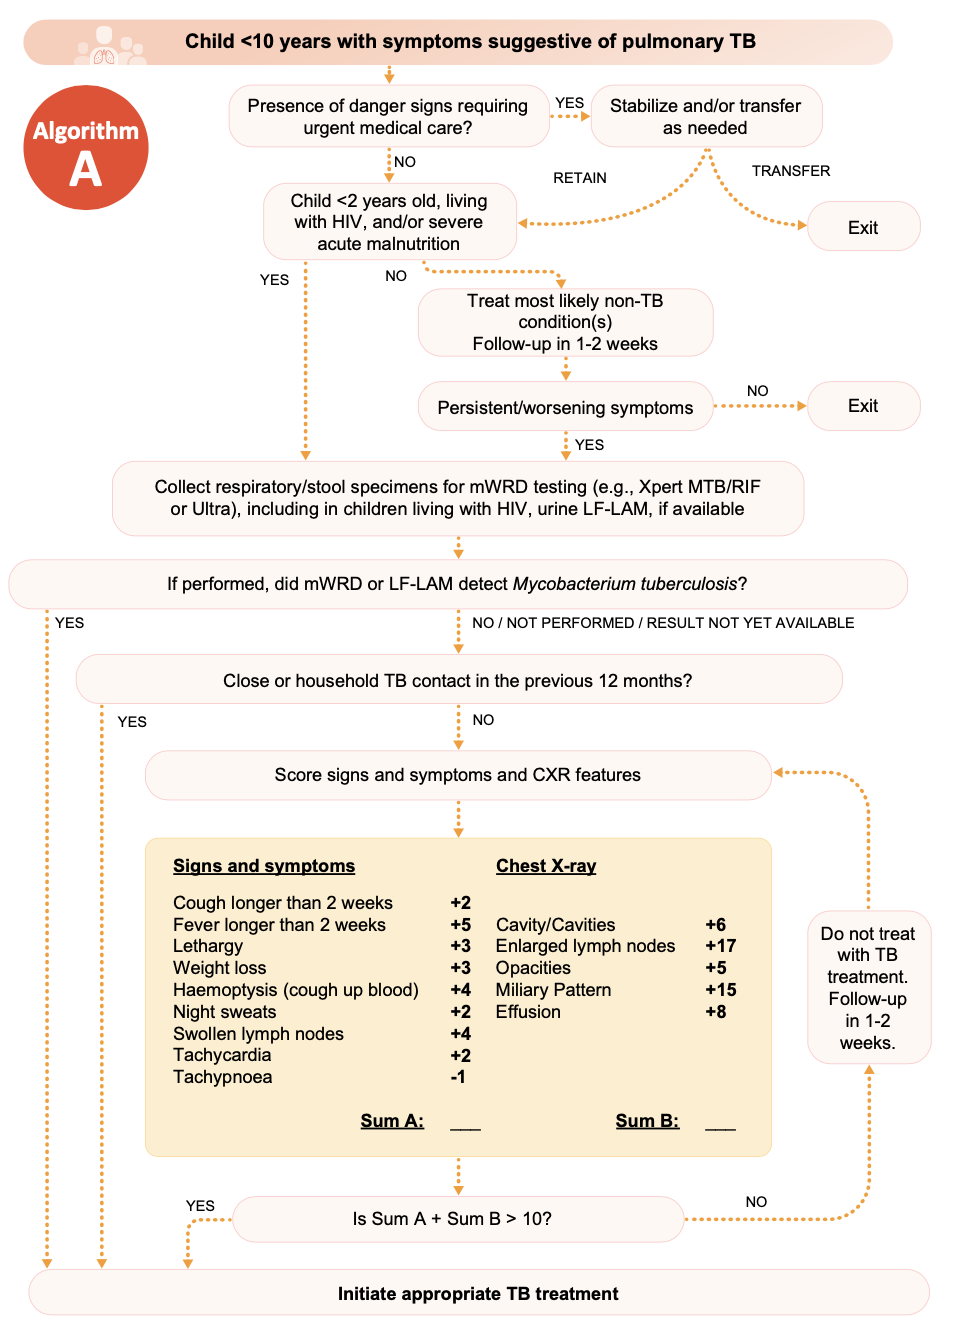 Child <10 years with symptoms suggestive of pulmonary TB
Algorithm
A
Presence of danger signs requiring
urgent medical care?
YES
Stabilize and/or transfer
as needed
NO
RETAIN
TRANSFER
Child <2 years old, living
with HIV, and/or severe
acute malnutrition
Exit
YES
NO
Treat most likely non-TB
condition(s)
Follow-up in 1-2 weeks
Persistent/worsening symptoms
NO
Exit
YES
Collect respiratory/stool specimens for mWRD testing (e.g., Xpert MTB/RIF
or Ultra), including in children living with HIV, urine LF-LAM, if available
If performed, did mWRD or LF-LAM detect Mycobacterium tuberculosis?
YES
NO / NOT PERFORMED / RESULT NOT YET AVAILABLE
Close or household TB contact in the previous 12 months?
YES
NO
Score signs and symptoms and CXR features
Signs and symptoms
Cough longer than 2 weeks +2
Fever longer than 2 weeks +5
Lethargy +3
Weight loss +3
Haemoptysis (cough up blood) +4
Night sweats +2
Swollen lymph nodes +4
Tachycardia +2
Tachypnoea -1
Sum A: ___
Chest X-ray
Cavity/Cavities +6
Enlarged lymph nodes +17
Opacities +5
Miliary Pattern +15
Effusion +8
Sum B: ___
Do not treat
with TB
treatment.
Follow-up
in 1-2
weeks.
Is Sum A + Sum B > 10?
YES
NO
Initiate appropriate TB treatment